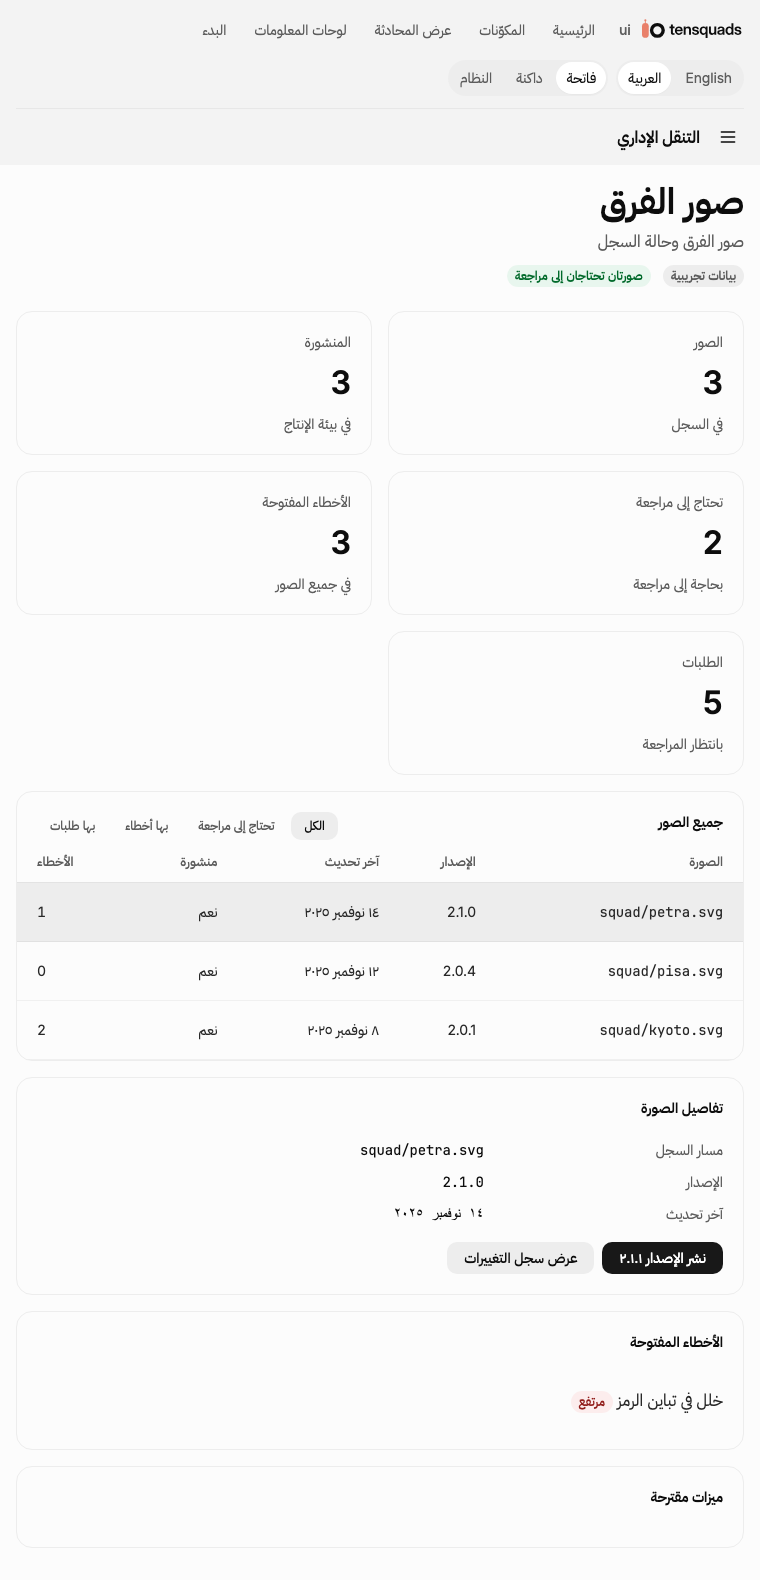 tensquads ui الرئيسية المكوّنات عرض المحادثة لوحات المعلومات البدء
English العربية فاتحة داكنة النظام
التنقل الإداري
صور الفرق
صور الفرق وحالة السجل
بيانات تجريبية صورتان تحتاجان إلى مراجعة
الصور
3
في السجل
المنشورة
3
في بيئة الإنتاج
تحتاج إلى مراجعة
2
بحاجة إلى مراجعة
الأخطاء المفتوحة
3
في جميع الصور
الطلبات
5
بانتظار المراجعة
جميع الصور الكل تحتاج إلى مراجعة بها أخطاء بها طلبات
الصورة الإصدار آخر تحديث منشورة الأخطاء
squad/petra.svg 2.1.0 ١٤ نوفمبر ٢٠٢٥ نعم 1
squad/pisa.svg 2.0.4 ١٢ نوفمبر ٢٠٢٥ نعم 0
squad/kyoto.svg 2.0.1 ٨ نوفمبر ٢٠٢٥ نعم 2
تفاصيل الصورة
مسار السجل squad/petra.svg
الإصدار 2.1.0
آخر تحديث ١٤ نوفمبر ٢٠٢٥
نشر الإصدار ٢.١.١ عرض سجل التغييرات
الأخطاء المفتوحة
خلل في تباين الرمز مرتفع
ميزات مقترحة